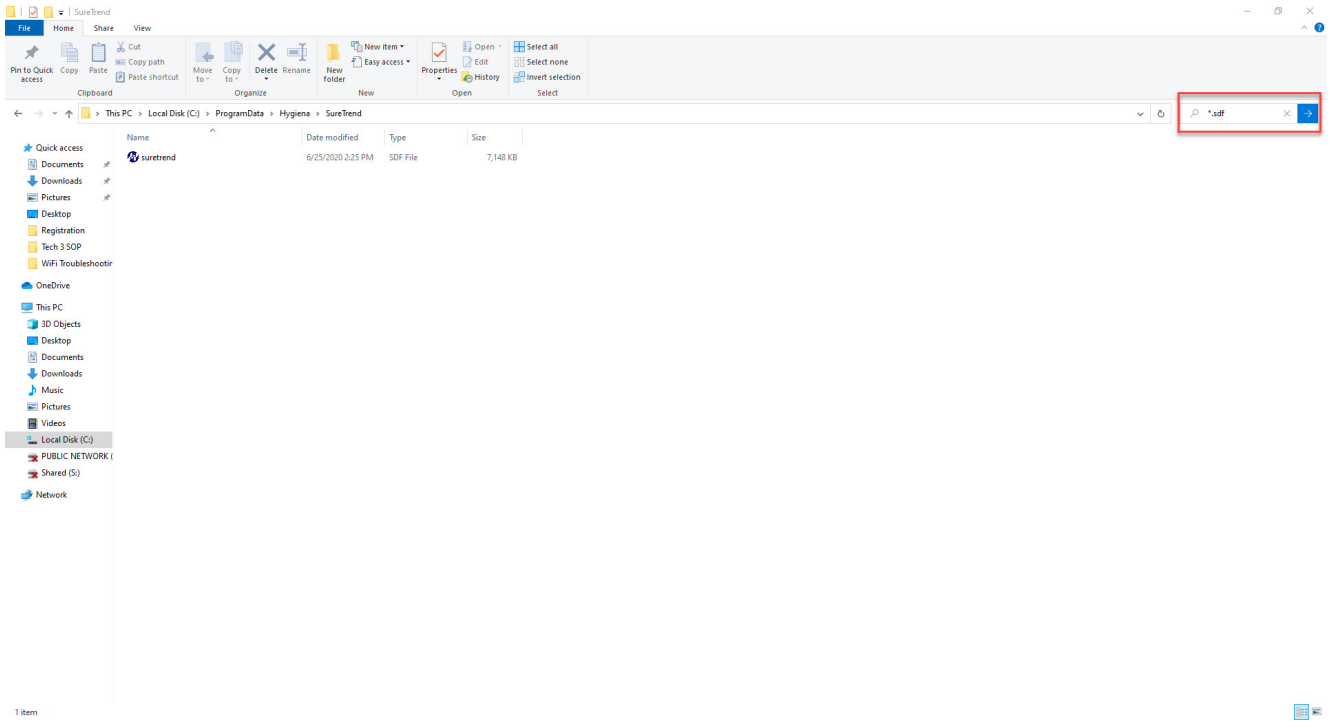 SureTrend
File Home Share View
Pin to Quick access
Copy
Paste
Cut
Copy path
Paste shortcut
Clipboard
Move to
Copy to
Delete
Rename
Organize
New folder
New item
Easy access
New
Properties
Open
Edit
History
Open
Select all
Select none
Invert selection
Select
This PC > Local Disk (C:) > ProgramData > Hygiena > SureTrend
*.sdf
Name Date modified Type Size
suretrend 6/25/2020 2:25 PM SDF File 7,148 KB
Quick access
Documents
Downloads
Pictures
Desktop
Registration
Tech 3 SOP
WiFi Troubleshootin
OneDrive
This PC
3D Objects
Desktop
Documents
Downloads
Music
Pictures
Videos
Local Disk (C:)
PUBLIC NETWORK (
Shared (S:)
Network
1 item